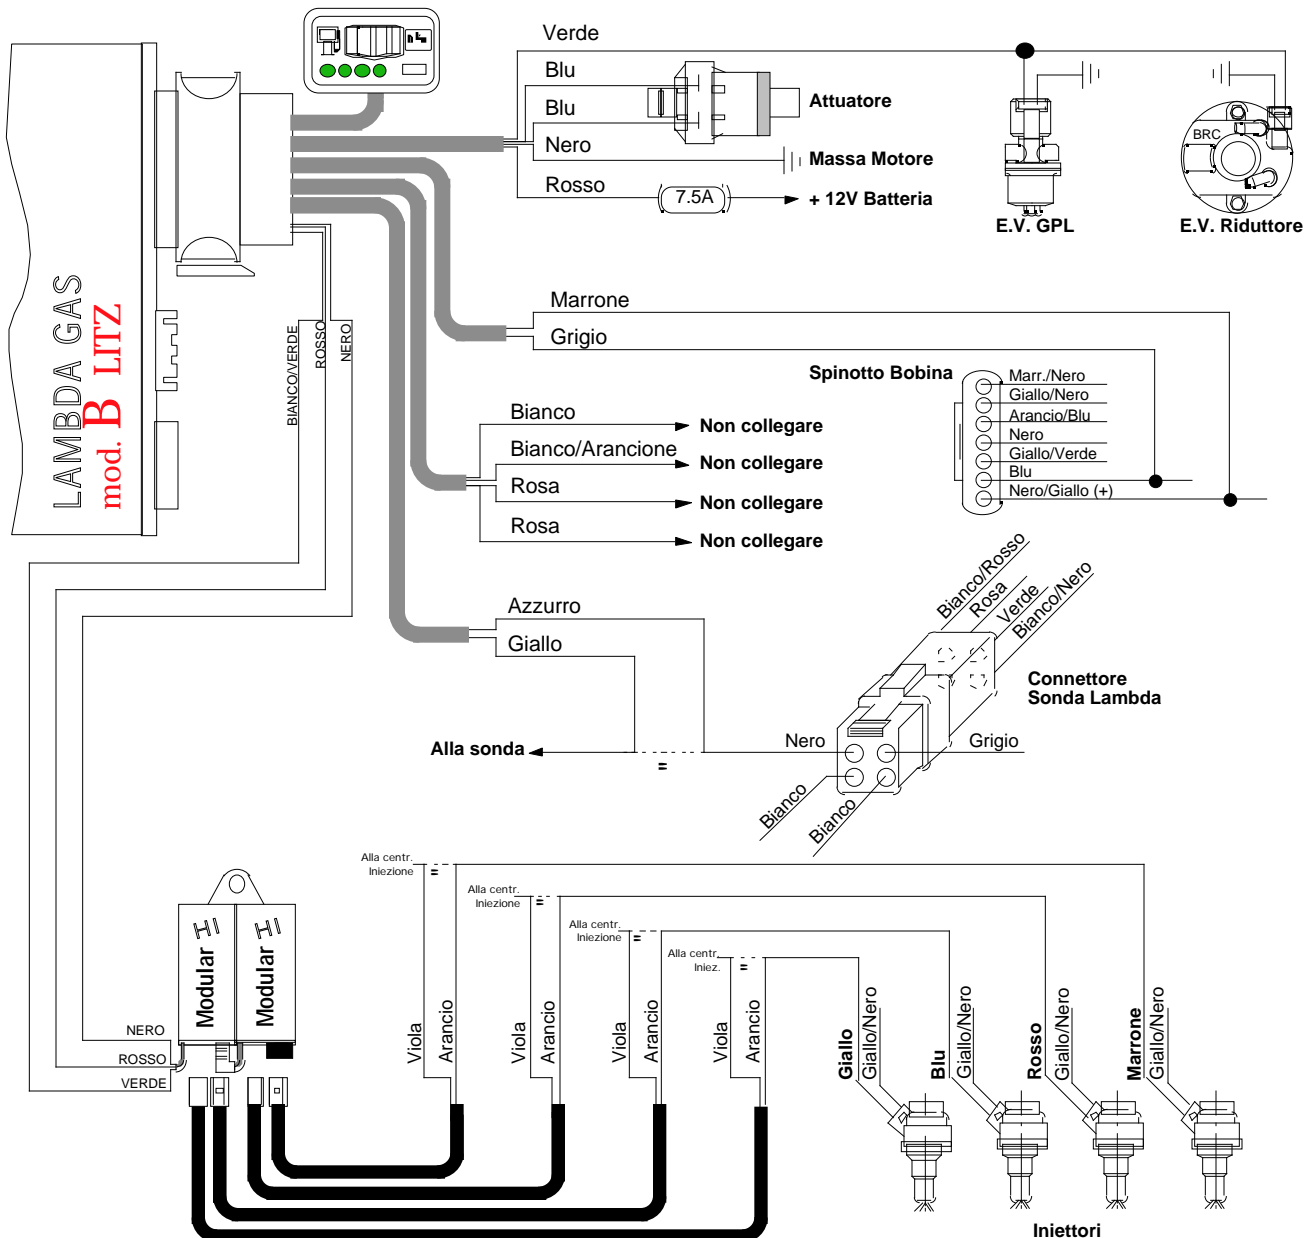 Verde
Blu
Attuatore
Blu
Nero
Massa Motore
Rosso
7.5A
+ 12V Batteria
BRC
E.V. GPL
E.V. Riduttore
LAMBDA GAS
mod. B LITZ
BIANCO/VERDE
ROSSO
NERO
Marrone
Grigio
Spinotto Bobina
Marr./Nero
Giallo/Nero
Arancio/Blu
Nero
Giallo/Verde
Blu
Nero/Giallo (+)
Bianco
Non collegare
Bianco/Arancione
Non collegare
Rosa
Non collegare
Rosa
Non collegare
Azzurro
Giallo
Bianco/Rosso
Rosa
Verde
Bianco/Nero
Connettore
Sonda Lambda
Alla sonda
Nero
Grigio
Bianco
Bianco
Alla centr.
Iniezione
Alla centr.
Iniezione
Alla centr.
Iniezione
Alla centr.
Iniez.
Modular HI
Modular HI
NERO
ROSSO
VERDE
Viola
Arancio
Viola
Arancio
Viola
Arancio
Viola
Arancio
Giallo
Giallo/Nero
Blu
Giallo/Nero
Rosso
Giallo/Nero
Marrone
Giallo/Nero
Iniettori